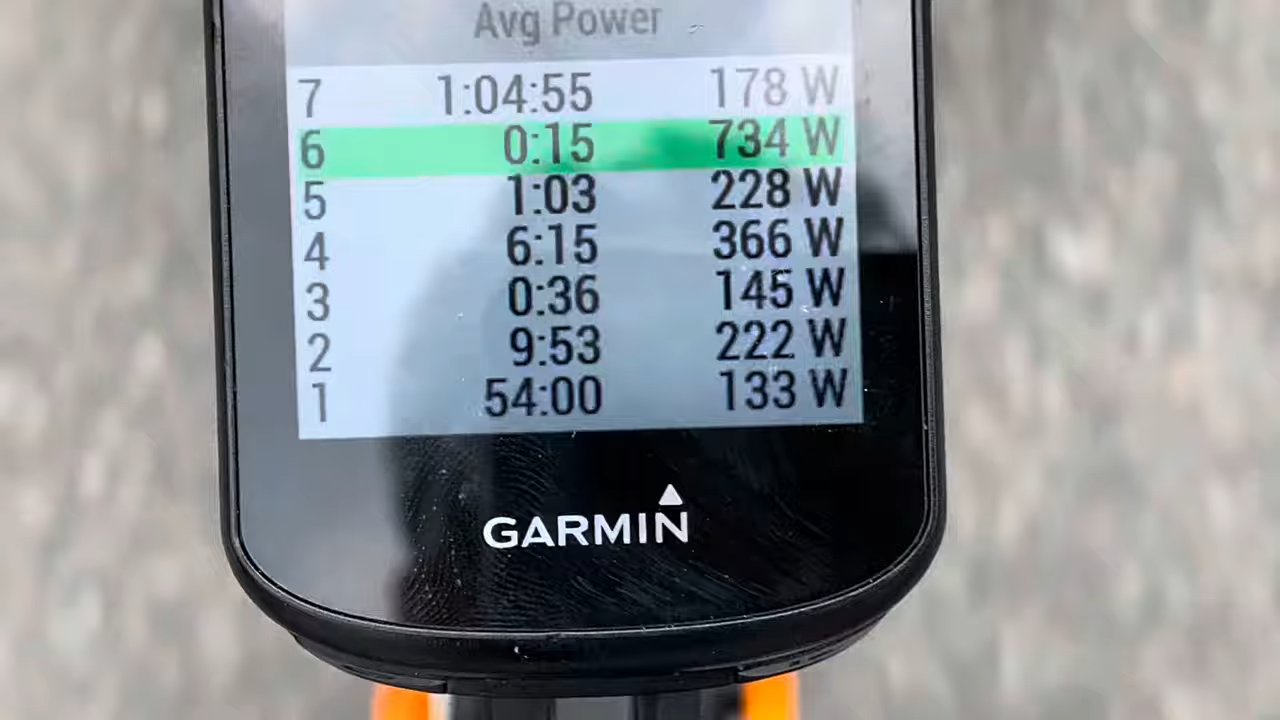 Avg Power
7 1:04:55 178 W
6 0:15 734 W
5 1:03 228 W
4 6:15 366 W
3 0:36 145 W
2 9:53 222 W
1 54:00 133 W
GARMIN